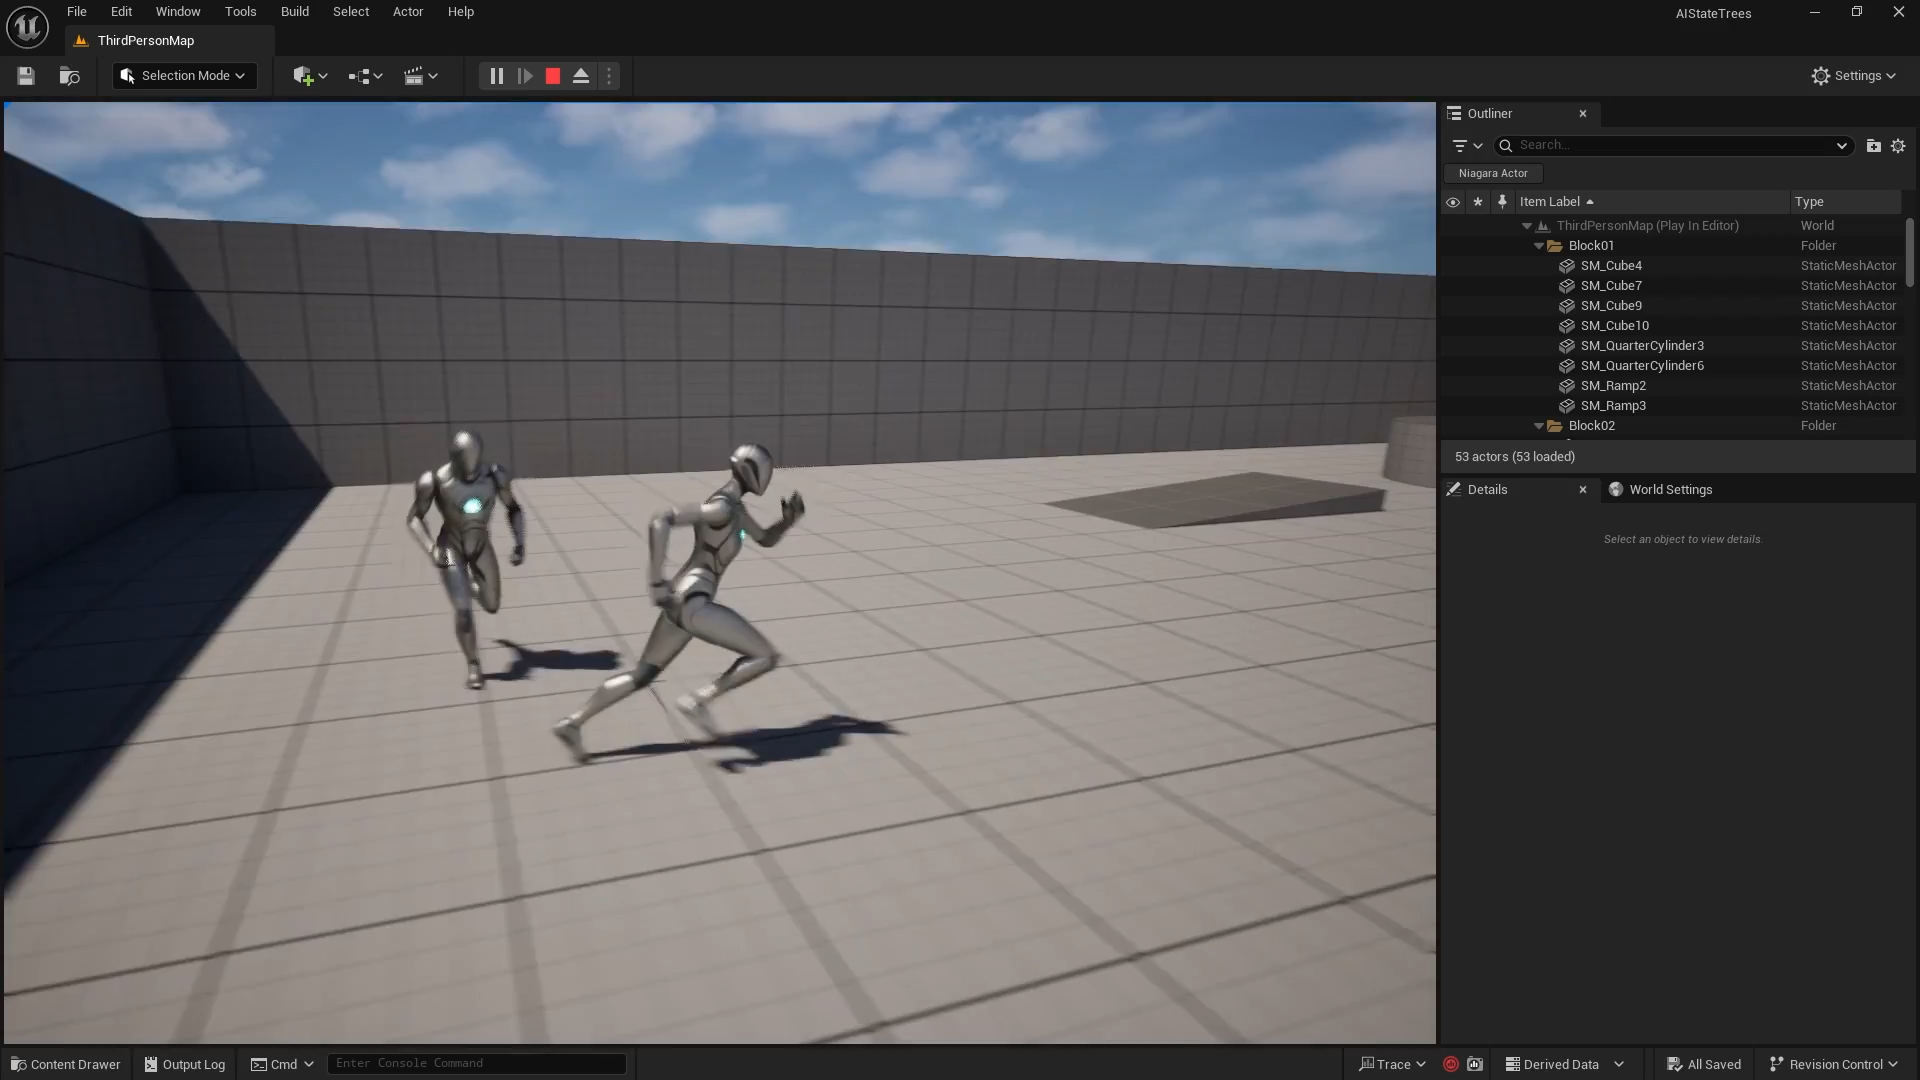 File Edit Window Tools Build Select Actor Help
AIStateTrees
ThirdPersonMap
Selection Mode
Settings
Outliner
Search...
Niagara Actor
Item Label Type
ThirdPersonMap (Play In Editor) World
Block01 Folder
SM_Cube4 StaticMeshActor
SM_Cube7 StaticMeshActor
SM_Cube9 StaticMeshActor
SM_Cube10 StaticMeshActor
SM_QuarterCylinder3 StaticMeshActor
SM_QuarterCylinder6 StaticMeshActor
SM_Ramp2 StaticMeshActor
SM_Ramp3 StaticMeshActor
Block02 Folder
53 actors (53 loaded)
Details World Settings
Select an object to view details.
Content Drawer Output Log Cmd Enter Console Command Trace Derived Data All Saved Revision Control